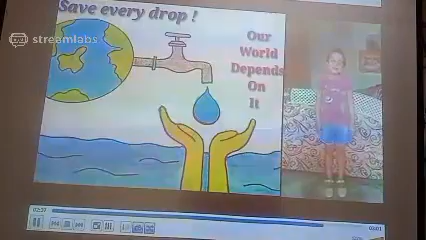 Save every drop !
streamlabs
Our
World
Depends
On
It